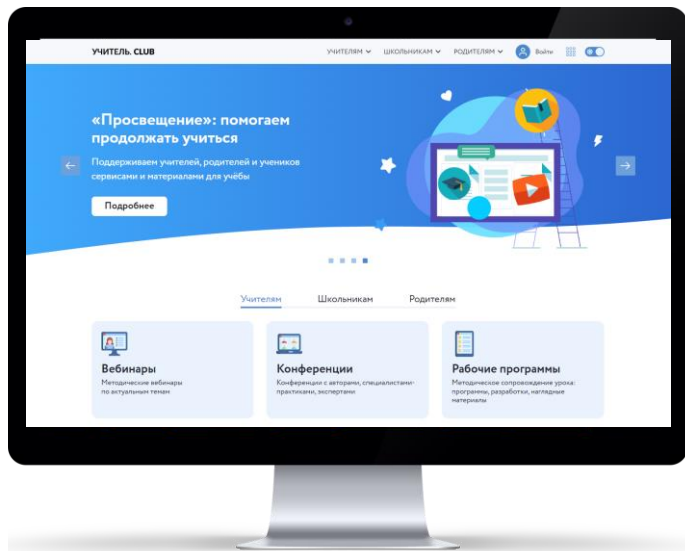 УЧИТЕЛЬ. CLUB
УЧИТЕЛЯМ
ШКОЛЬНИКАМ
РОДИТЕЛЯМ
Войти
«Просвещение»: помогаем
продолжать учиться
Поддерживаем учителей, родителей и учеников
сервисами и материалами для учёбы
Подробнее
Учителям
Школьникам
Родителям
Вебинары
Методические вебинары
по актуальным темам
Конференции
Конференции с авторами, специалистами-
практиками, экспертами
Рабочие программы
Методическое сопровождение урока:
программы, разработки, наглядные
материалы